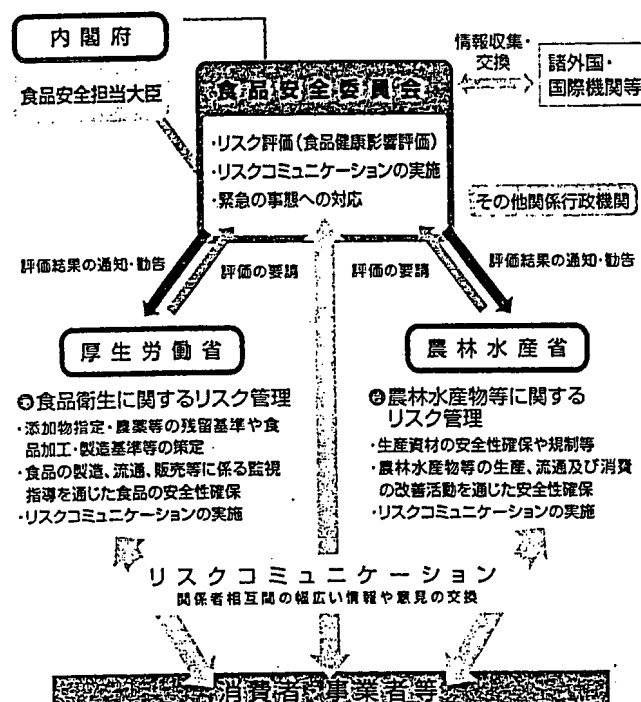 内閣府
食品安全担当大臣
食品安全委員会
・リスク評価(食品健康影響評価)
・リスクコミュニケーションの実施
・緊急の事態への対応
情報収集・
交換
諸外国・
国際機関等
その他関係行政機関
評価結果の通知・勧告
評価の要請
評価の要請
評価結果の通知・勧告
厚生労働省
食品衛生に関するリスク管理
・添加物指定・農薬等の残留基準や食
品加工・製造基準等の策定
・食品の製造、流通、販売等に係る監視
指導を通じた食品の安全性確保
・リスクコミュニケーションの実施
農林水産省
農林水産物等に関する
リスク管理
・生産資材の安全性確保や規制等
・農林水産物等の生産、流通及び消費
の改善活動を通じた安全性確保
・リスクコミュニケーションの実施
リスクコミュニケーション
関係者相互間の幅広い情報や意見の交換
消費者・事業者等